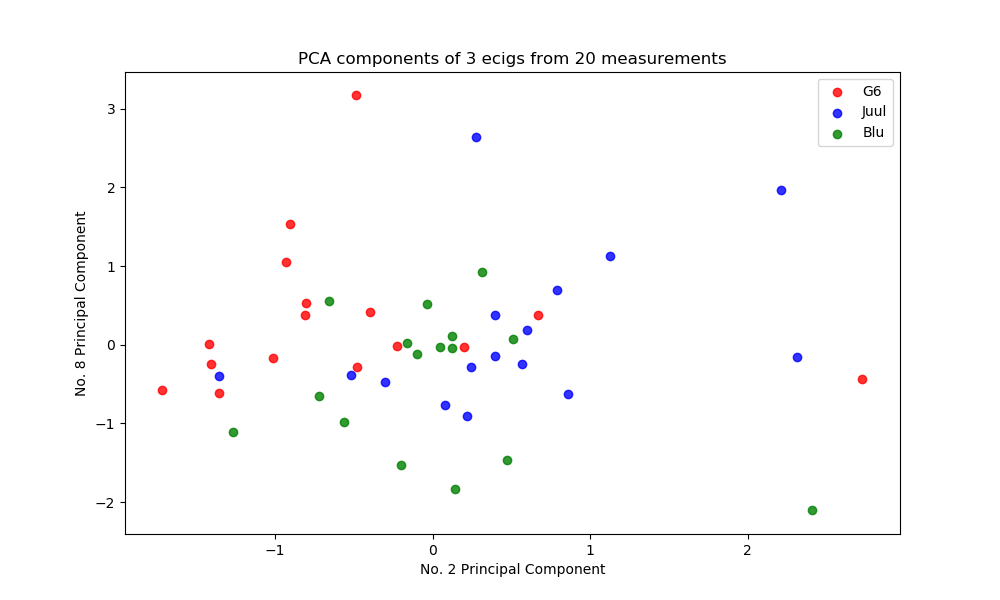 PCA components of 3 ecigs from 20 measurements
G6
Juul
Blu
3
2
1
0
−1
−2
No. 8 Principal Component
−1 0 1 2
No. 2 Principal Component